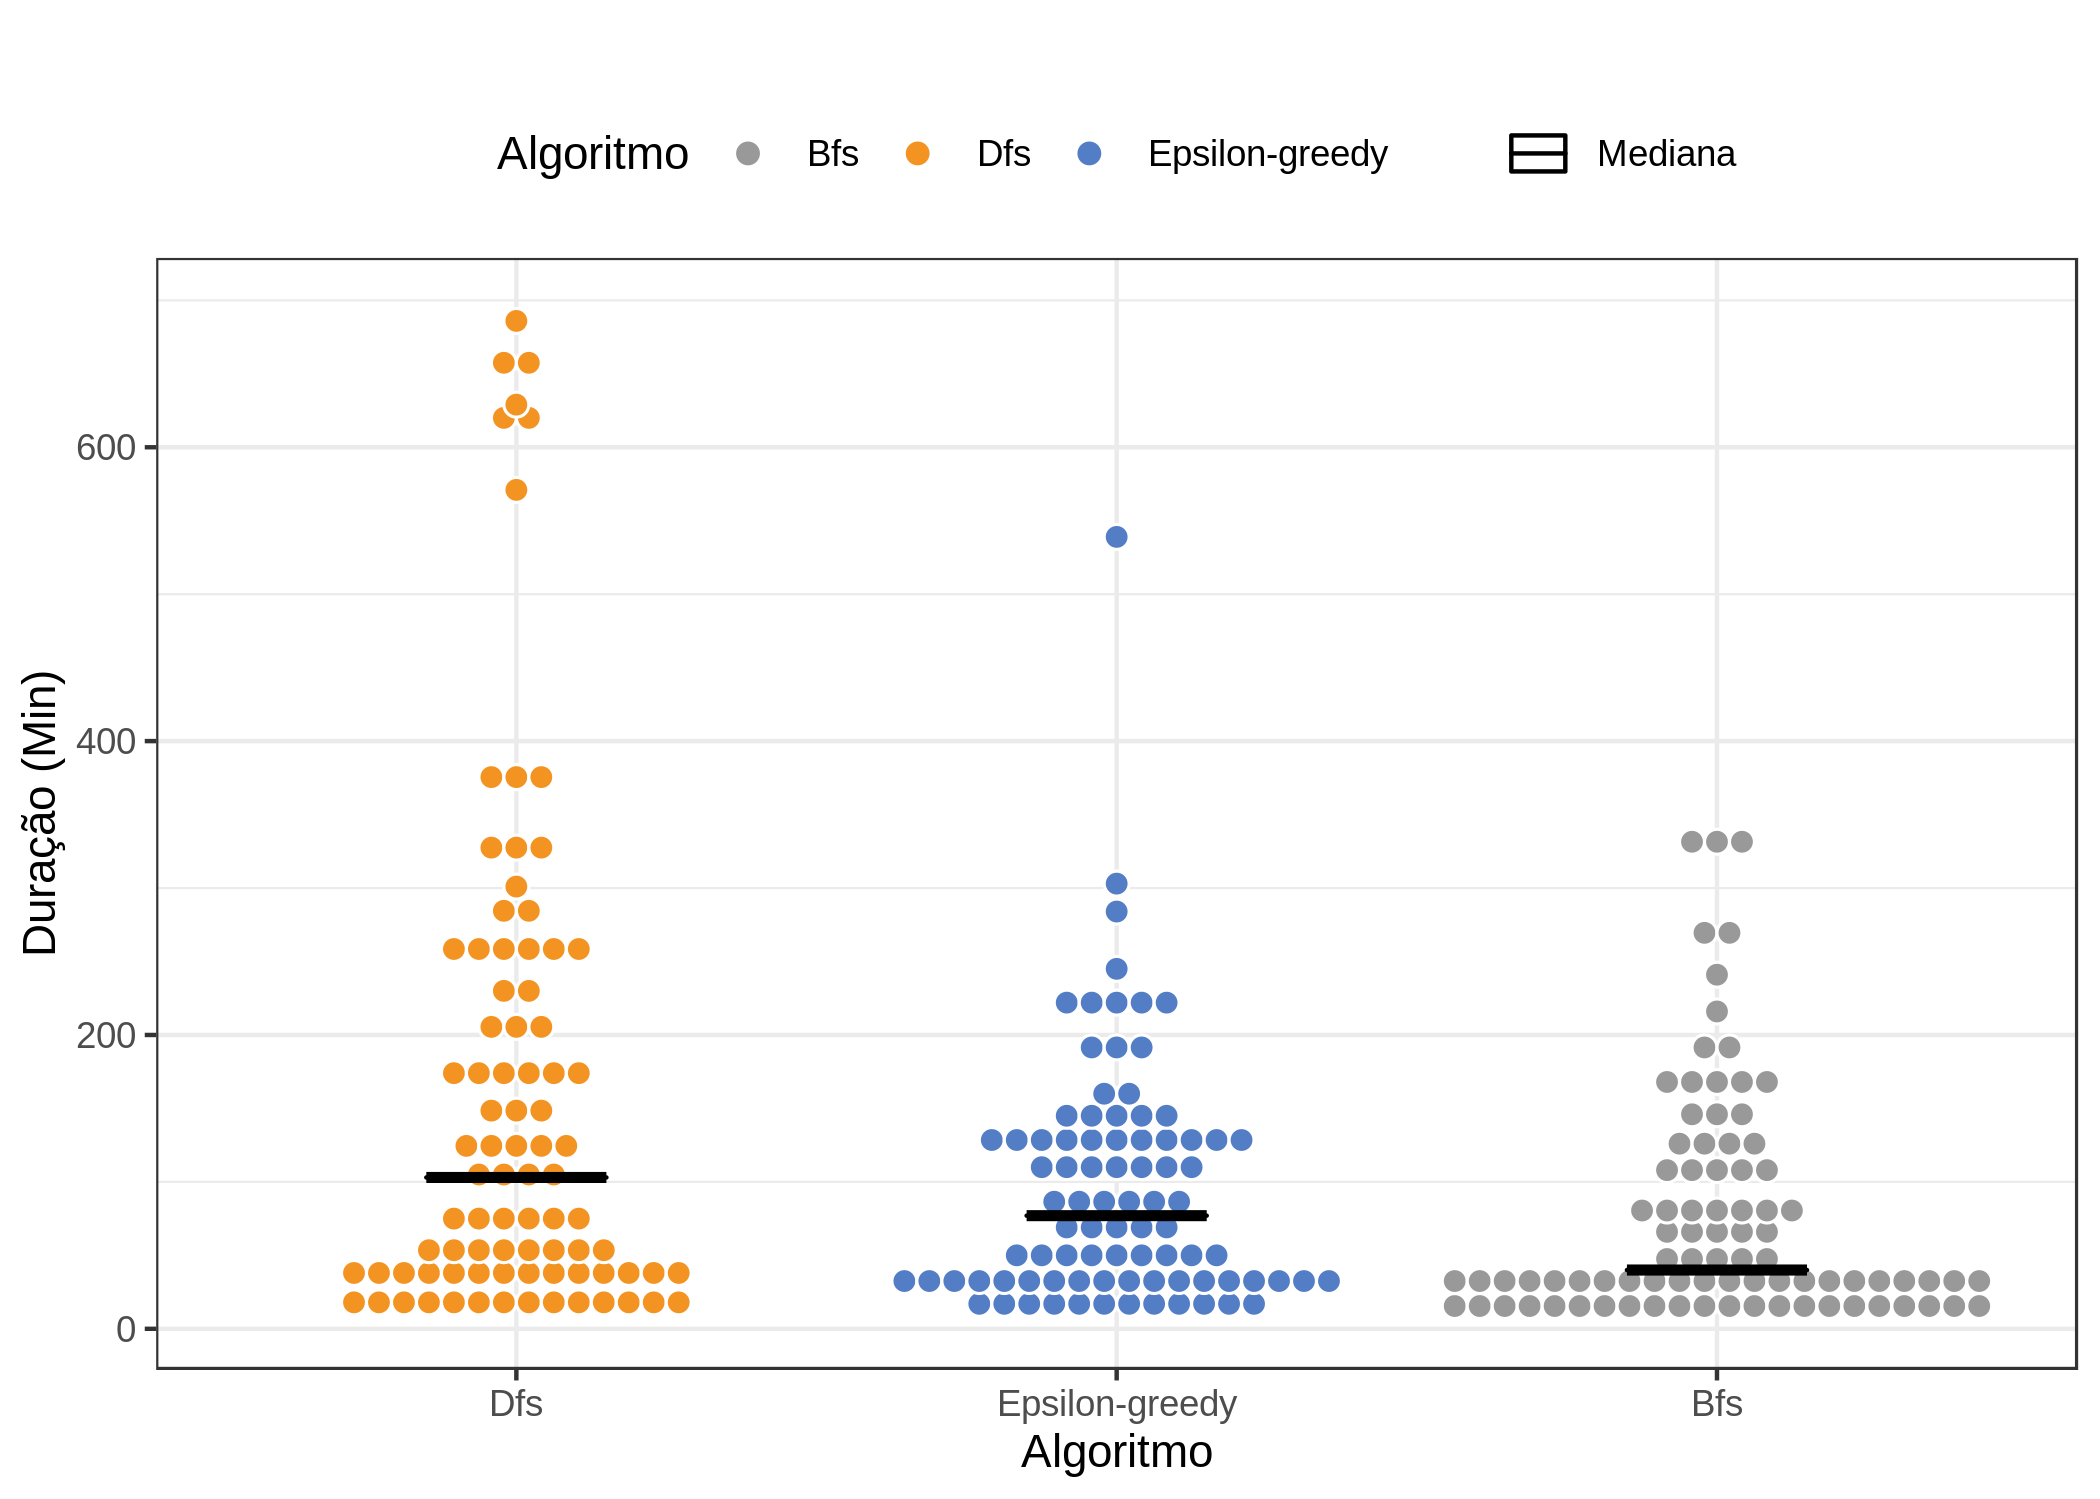 Algoritmo Bfs Dfs Epsilon-greedy Mediana
Duração (Min)
600
400
200
0
Dfs Epsilon-greedy Bfs
Algoritmo